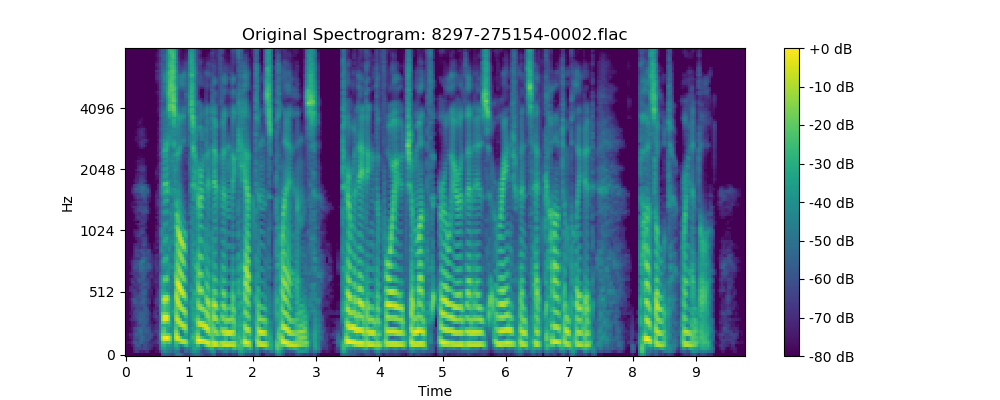 Original Spectrogram: 8297-275154-0002.flac
Hz
4096
2048
1024
512
0
0 1 2 3 4 5 6 7 8 9
Time
+0 dB
-10 dB
-20 dB
-30 dB
-40 dB
-50 dB
-60 dB
-70 dB
-80 dB